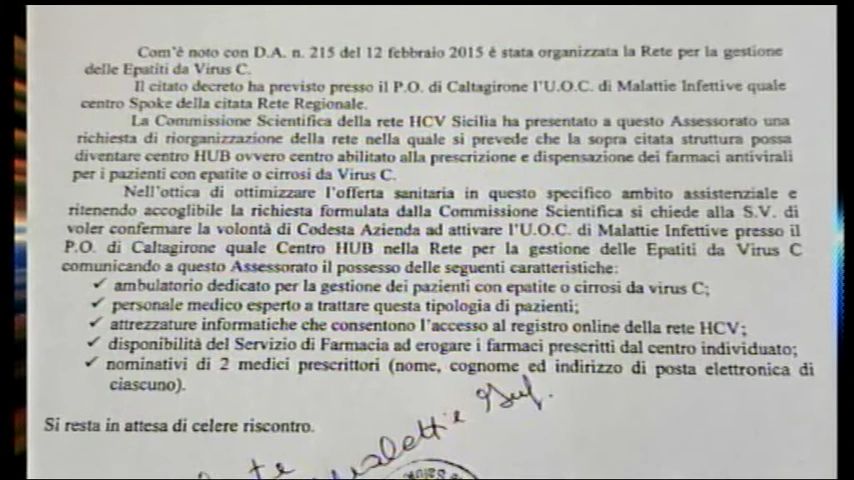 Com'è noto con D.A. n. 215 del 12 febbraio 2015 è stata organizzata la Rete per la gestione
delle Epatiti da Virus C.
Il citato decreto ha previsto presso il P.O. di Caltagirone l'U.O.C. di Malattie Infettive quale
centro Spoke della citata Rete Regionale.
La Commissione Scientifica della rete HCV Sicilia ha presentato a questo Assessorato una
richiesta di riorganizzazione della rete nella quale si prevede che la sopra citata struttura possa
diventare centro HUB ovvero centro abilitato alla prescrizione e dispensazione dei farmaci antivirali
per i pazienti con epatite o cirrosi da Virus C.
Nell'ottica di ottimizzare l'offerta sanitaria in questo specifico ambito assistenziale e
ritenendo accoglibile la richiesta formulata dalla Commissione Scientifica si chiede alla S.V. di
voler confermare la volontà di Codesta Azienda ad attivare l'U.O.C. di Malattie Infettive presso il
P.O. di Caltagirone quale Centro HUB nella Rete per la gestione delle Epatiti da Virus C
comunicando a questo Assessorato il possesso delle seguenti caratteristiche:
✓ ambulatorio dedicato per la gestione dei pazienti con epatite o cirrosi da virus C;
✓ personale medico esperto a trattare questa tipologia di pazienti;
✓ attrezzature informatiche che consentono l'accesso al registro online della rete HCV;
✓ disponibilità del Servizio di Farmacia ad erogare i farmaci prescritti dal centro individuato;
✓ nominativi di 2 medici prescrittori (nome, cognome ed indirizzo di posta elettronica di
ciascuno).
Si resta in attesa di celere riscontro.